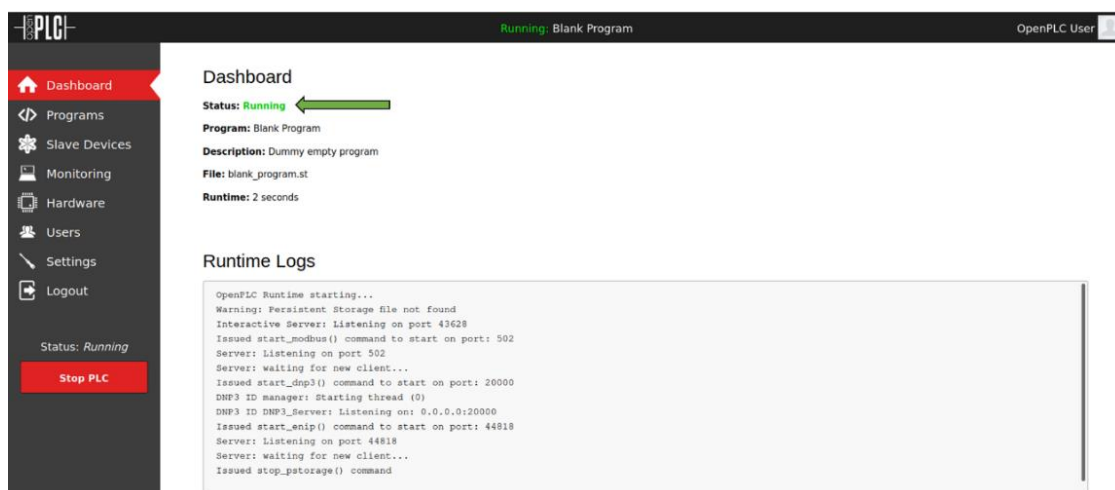 open PLC
Running: Blank Program
OpenPLC User
Dashboard
Programs
Slave Devices
Monitoring
Hardware
Users
Settings
Logout
Status: Running
Stop PLC
Dashboard
Status: Running
Program: Blank Program
Description: Dummy empty program
File: blank_program.st
Runtime: 2 seconds
Runtime Logs
OpenPLC Runtime starting...
Warning: Persistent Storage file not found
Interactive Server: Listening on port 43628
Issued start_modbus() command to start on port: 502
Server: Listening on port 502
Server: waiting for new client...
Issued start_dnp3() command to start on port: 20000
DNP3 ID manager: Starting thread (0)
DNP3 ID DNP3_Server: Listening on: 0.0.0.0:20000
Issued start_enip() command to start on port: 44818
Server: Listening on port 44818
Server: waiting for new client...
Issued stop_pstorage() command